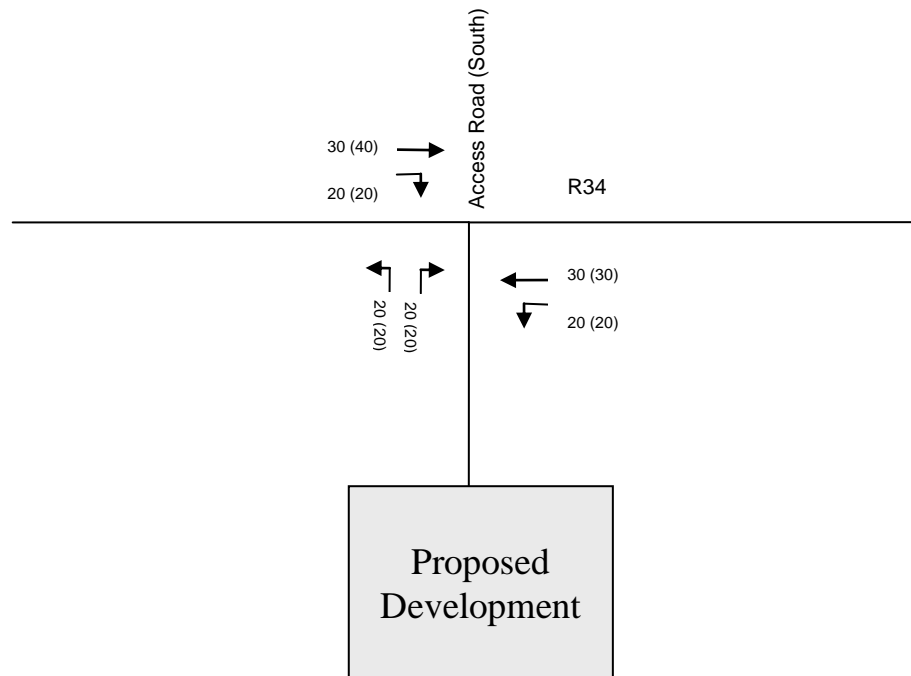 Access Road (South)
30 (40)
20 (20)
R34
20 (20)
20 (20)
30 (30)
20 (20)
Proposed
Development